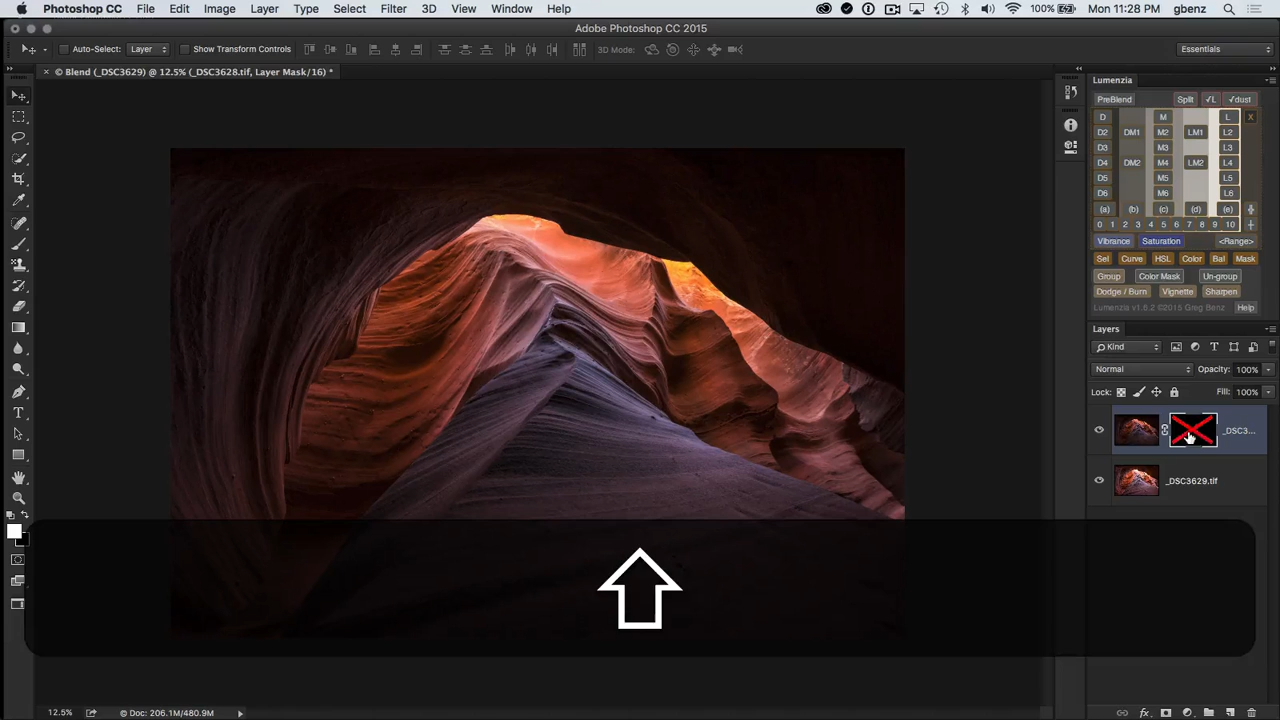 Photoshop CC File Edit Image Layer Type Select Filter 3D View Window Help 100% Mon 11:28 PM gbenz
Adobe Photoshop CC 2015
Auto-Select: Layer Show Transform Controls 3D Mode: Essentials
× © Blend (_DSC3629) @ 12.5% (_DSC3628.tif, Layer Mask/16) *
Lumenzia
PreBlend Split √L √dust
D M L X
D2 DM1 M2 LM1 L2
D3 M3 L3
D4 DM2 M4 LM2 L4
D5 M5 L5
D6 M6 L6
(a) (b) (c) (d) (e)
0 1 2 3 4 5 6 7 8 9 10
Vibrance Saturation <Range>
Sel Curve HSL Color Bal Mask
Group Color Mask Un-group
Dodge / Burn Vignette Sharpen
Lumenzia v1.6.2 ©2015 Greg Benz Help
Layers
Kind
Normal Opacity: 100%
Lock: Fill: 100%
_DSC3...
_DSC3629.tif
12.5% © Doc: 206.1M/480.9M